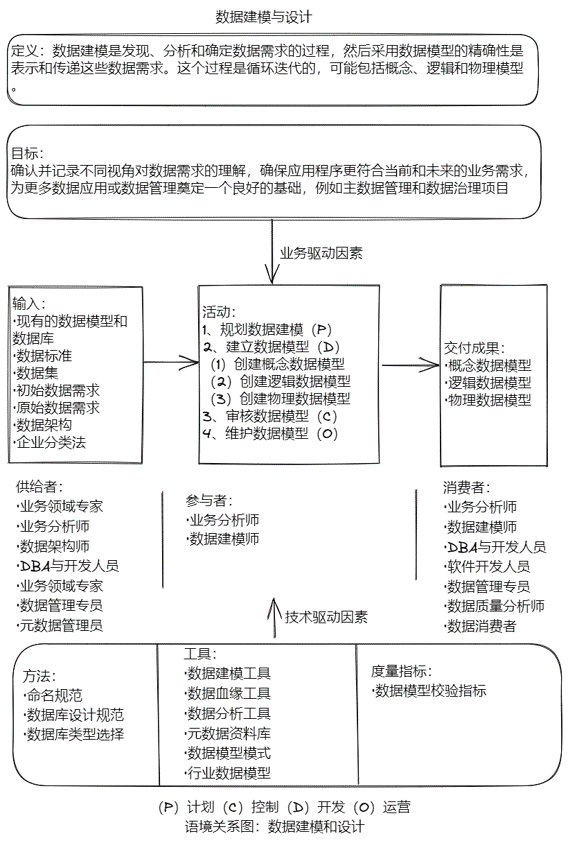 数据建模与设计
定义：数据建模是发现、分析和确定数据需求的过程，然后采用数据模型的精确性是
表示和传递这些数据需求。这个过程是循环迭代的，可能包括概念、逻辑和物理模型
。
目标：
确认并记录不同视角对数据需求的理解，确保应用程序更符合当前和未来的业务需求，
为更多数据应用或数据管理奠定一个良好的基础，例如主数据管理和数据治理项目
业务驱动因素
输入：
·现有的数据模型和
数据库
·数据标准
·数据集
·初始数据需求
·原始数据需求
·数据架构
·企业分类法
活动：
1、规划数据建模（P）
2、建立数据模型（D）
（1）创建概念数据模型
（2）创建逻辑数据模型
（3）创建物理数据模型
3、审核数据模型（C）
4、维护数据模型（O）
交付成果：
·概念数据模型
·逻辑数据模型
·物理数据模型
供给者：
·业务领域专家
·业务分析师
·数据架构师
·DBA与开发人员
·业务领域专家
·数据管理专员
·元数据管理员
参与者：
·业务分析师
·数据建模师
消费者：
·业务分析师
·数据建模师
·DBA与开发人员
·软件开发人员
·数据管理专员
·数据质量分析师
·数据消费者
技术驱动因素
方法：
·命名规范
·数据库设计规范
·数据库类型选择
工具：
·数据建模工具
·数据血缘工具
·数据分析工具
·元数据资料库
·数据模型模式
·行业数据模型
度量指标：
·数据模型校验指标
（P）计划（C）控制（D）开发（O）运营
语境关系图：数据建模和设计